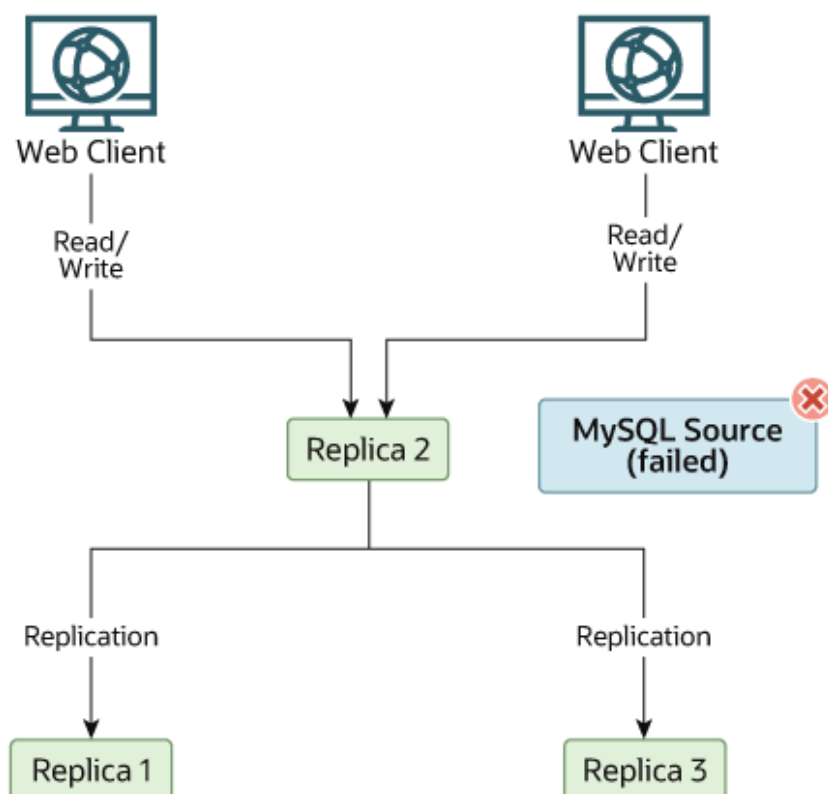 Web Client
Web Client
Read/
Write
Read/
Write
Replica 2
MySQL Source
(failed)
Replication
Replication
Replica 1
Replica 3